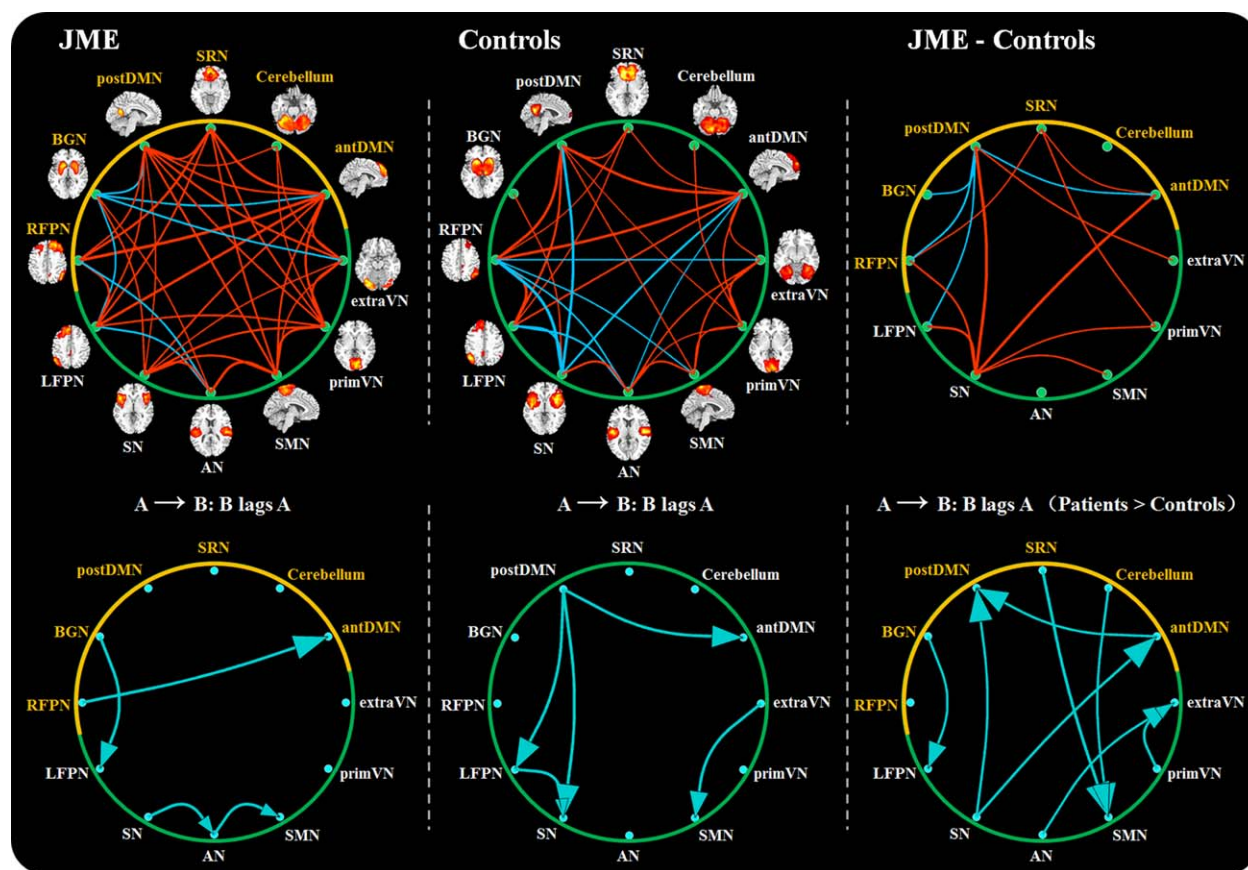 JME
Controls
JME - Controls
SRN
postDMN
Cerebellum
BGN
antDMN
RFPN
extraVN
LFPN
primVN
SN
SMN
AN
SRN
postDMN
Cerebellum
antDMN
BGN
RFPN
extraVN
LFPN
primVN
SN
SMN
AN
SRN
postDMN
Cerebellum
BGN
antDMN
RFPN
extraVN
LFPN
primVN
SN
SMN
AN
A → B: B lags A
A → B: B lags A
A → B: B lags A (Patients > Controls)
SRN
postDMN
Cerebellum
BGN
antDMN
RFPN
extraVN
LFPN
primVN
SN
SMN
AN
SRN
postDMN
Cerebellum
BGN
antDMN
RFPN
extraVN
LFPN
primVN
SN
SMN
AN
SRN
postDMN
Cerebellum
BGN
antDMN
RFPN
extraVN
LFPN
primVN
SN
SMN
AN